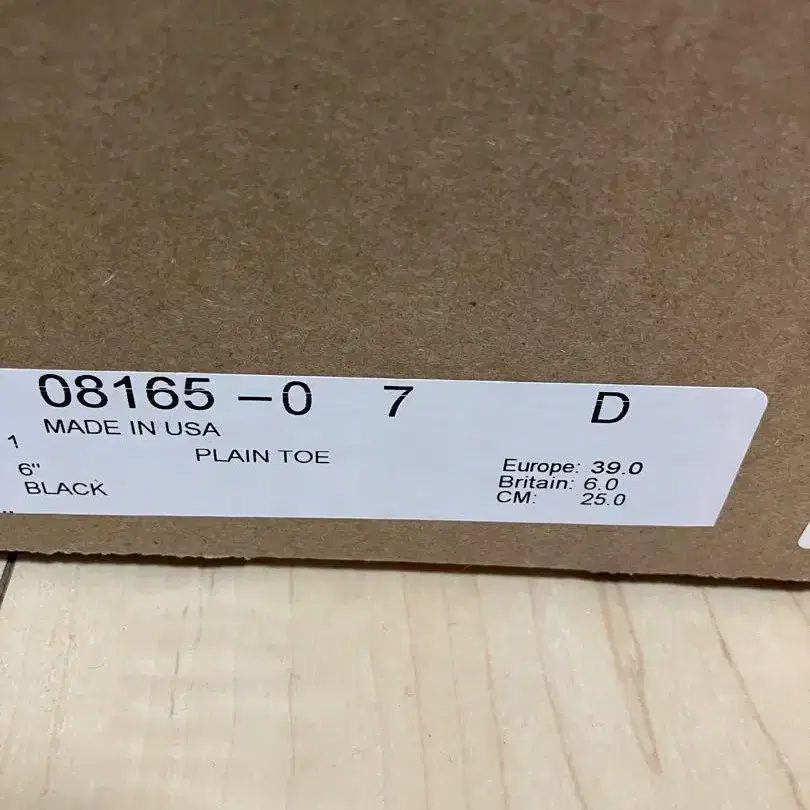 08165 -0 7 D
MADE IN USA
1
PLAIN TOE
6"
BLACK
Europe: 39.0
Britain: 6.0
CM: 25.0